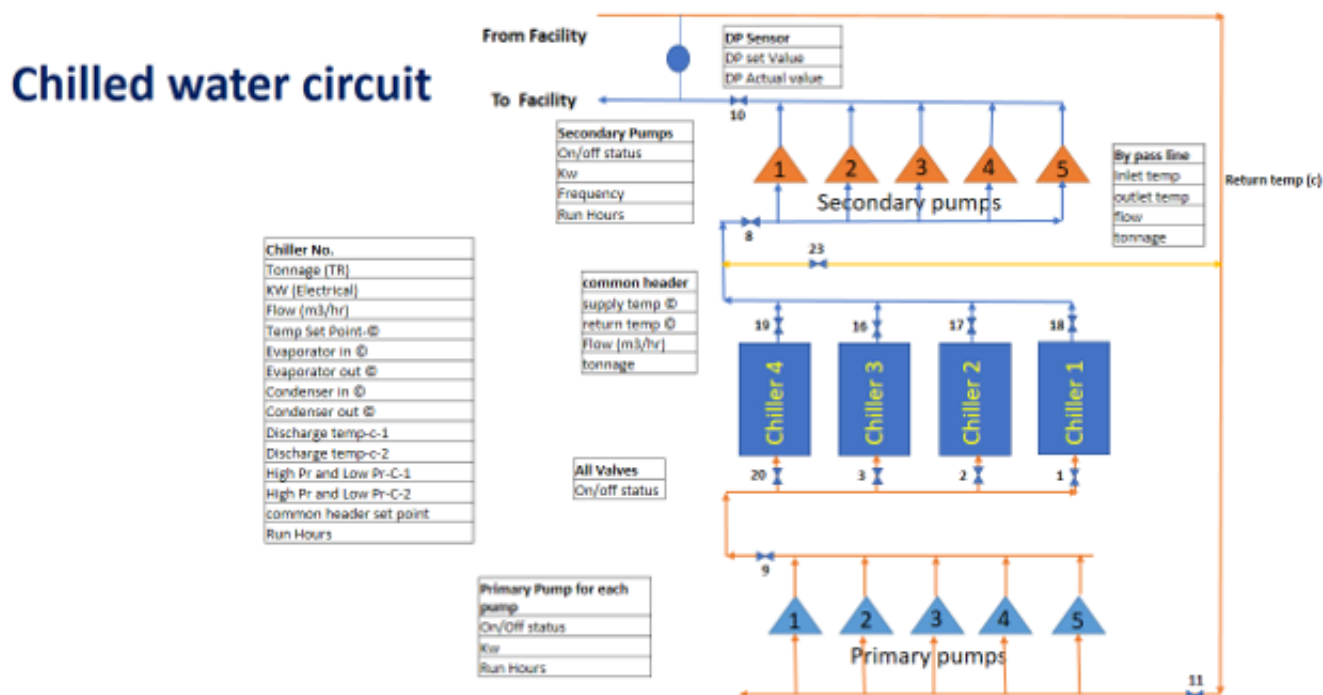 Chilled water circuit
From Facility
To Facility
DP Sensor
DP set Value
DP Actual value
10
Secondary Pumps
On/off status
Kw
Frequency
Run Hours
1
2
3
4
5
Secondary pumps
8
By pass line
Inlet temp
outlet temp
flow
tonnage
Return temp (c)
23
Chiller No.
Tonnage (TR)
KW (Electrical)
Flow (m3/hr)
Temp Set Point-©
Evaporator in ©
Evaporator out ©
Condenser in ©
Condenser out ©
Discharge temp-c-1
Discharge temp-c-2
High Pr and Low Pr-C-1
High Pr and Low Pr-C-2
common header set point
Run Hours
common header
supply temp ©
return temp ©
Flow (m3/hr)
tonnage
19
16
17
18
Chiller 4
Chiller 3
Chiller 2
Chiller 1
20
3
2
1
All Valves
On/off status
9
Primary Pump for each
pump
On/Off status
Kw
Run Hours
1
2
3
4
5
Primary pumps
11